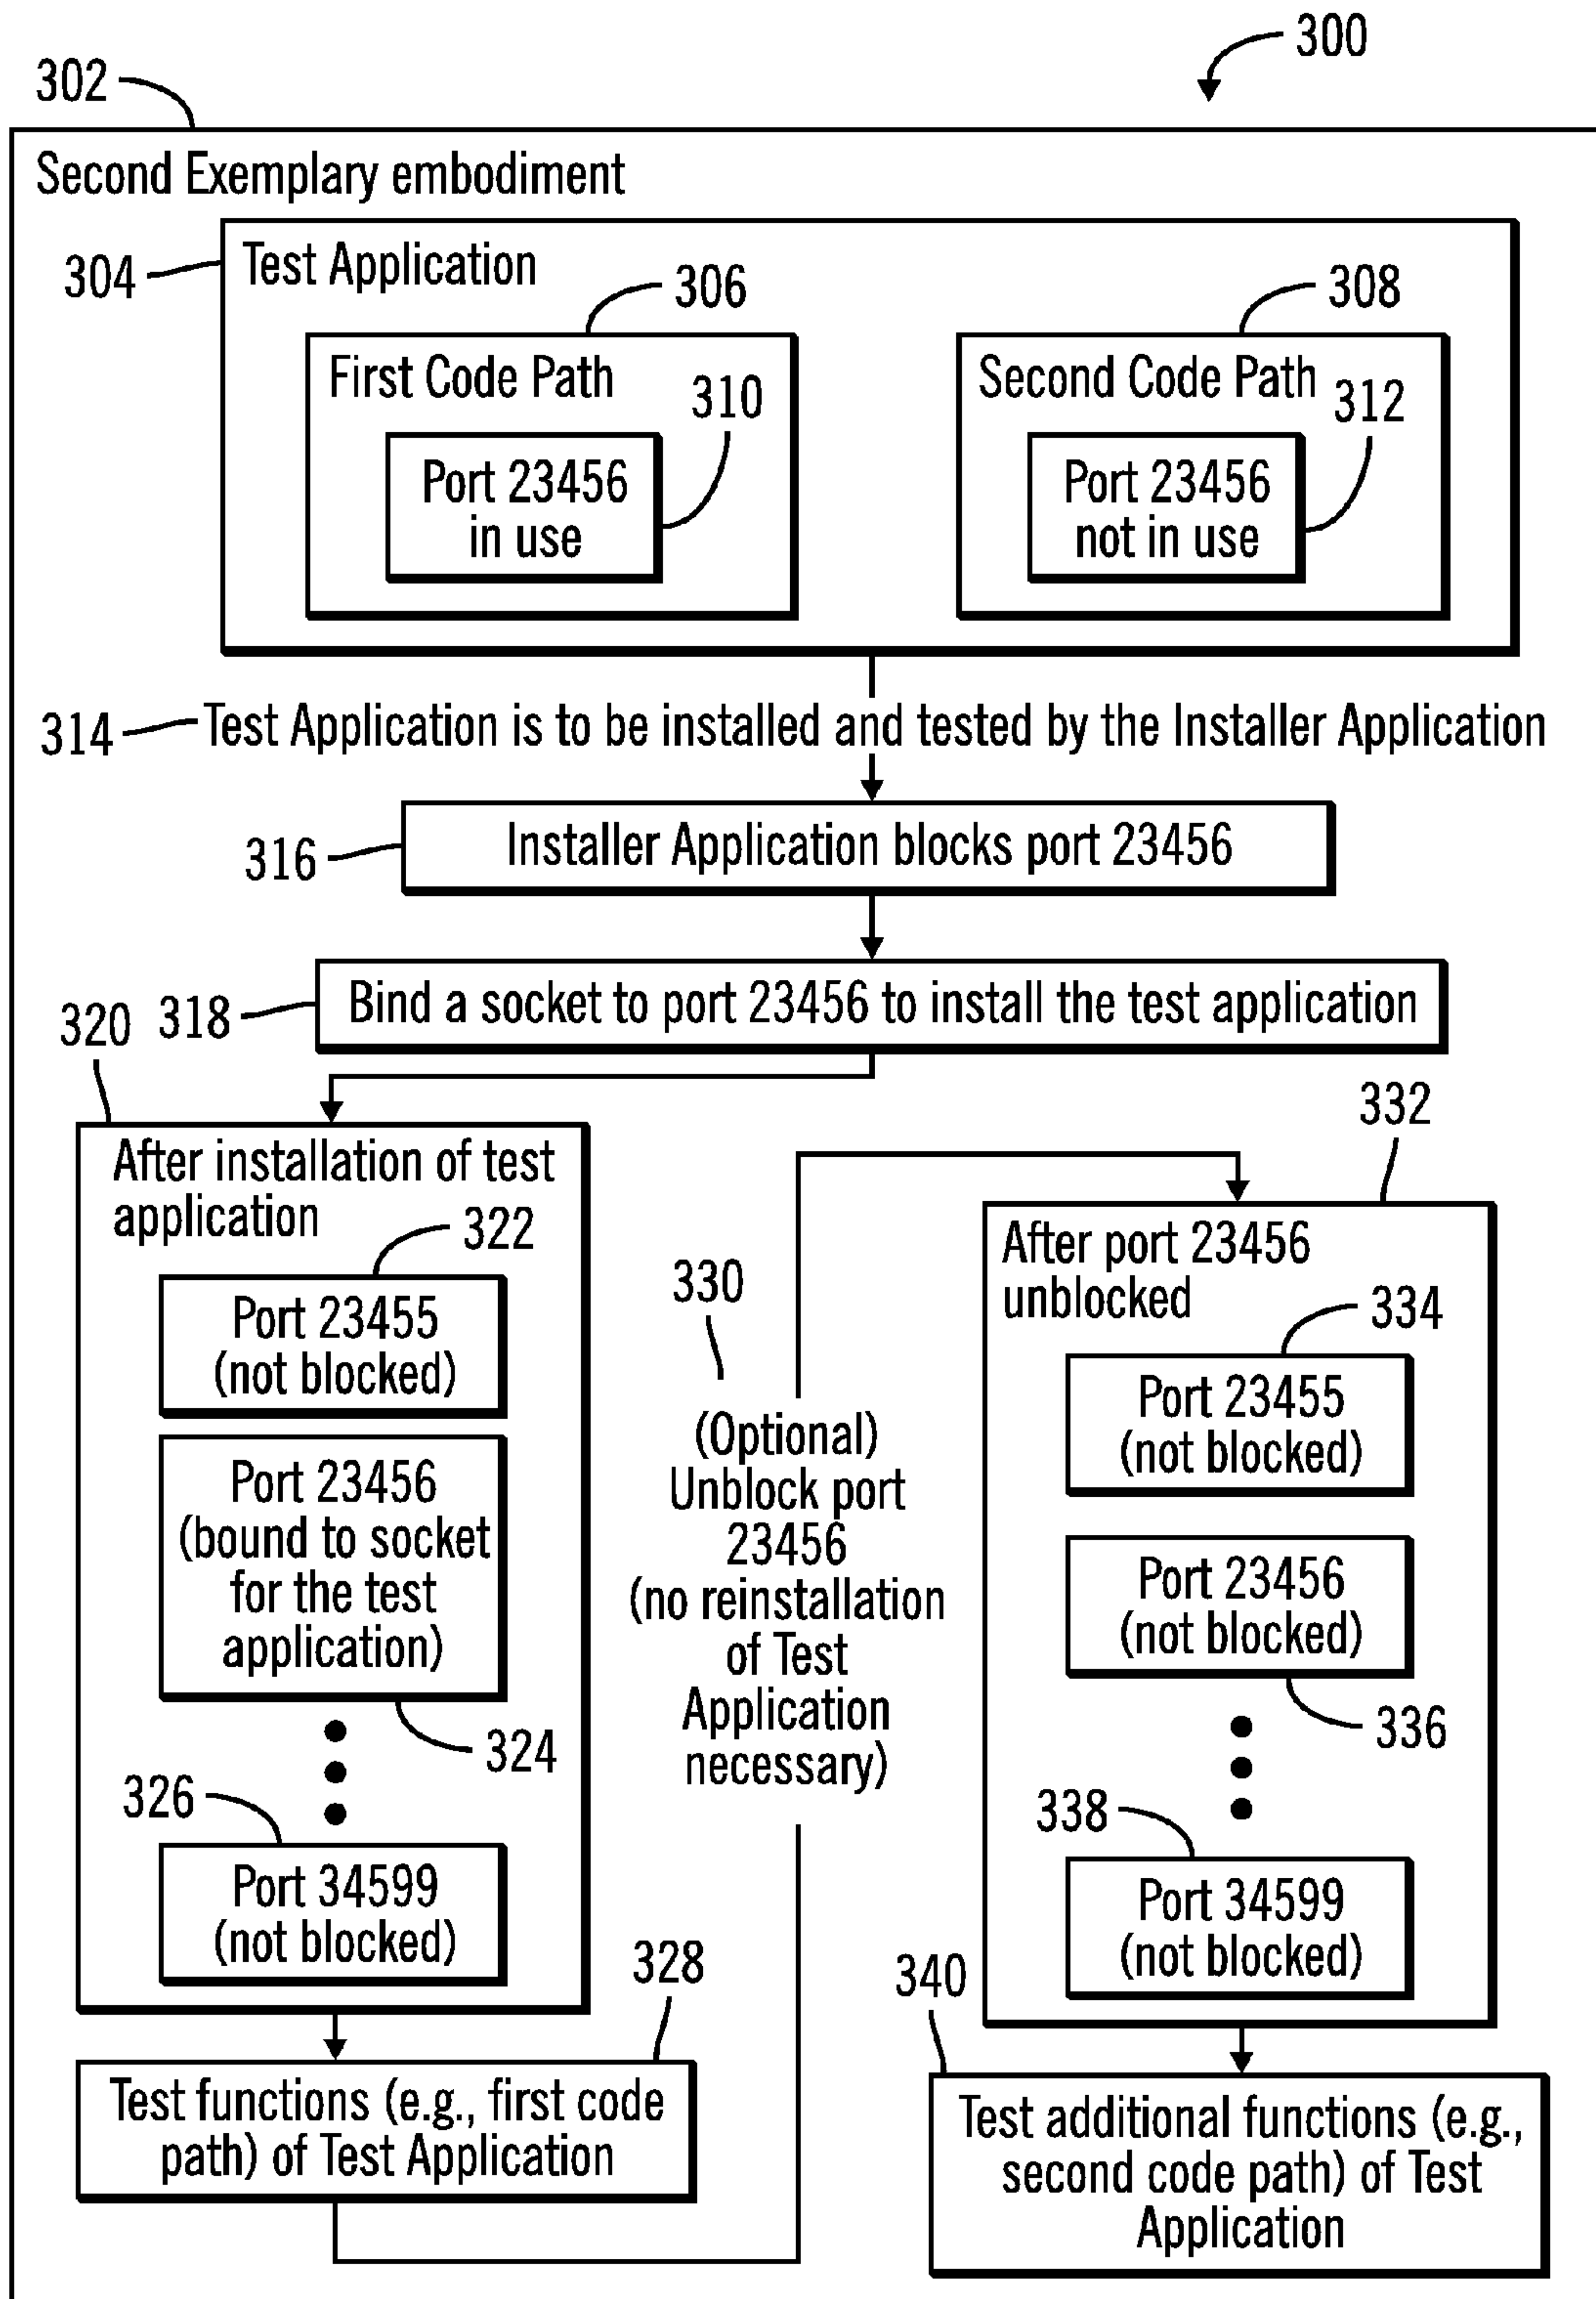 300
302
Second Exemplary embodiment
304
Test Application
306
308
First Code Path
310
Second Code Path
312
Port 23456
in use
Port 23456
not in use
314
Test Application is to be installed and tested by the Installer Application
316
Installer Application blocks port 23456
318
Bind a socket to port 23456 to install the test application
320
After installation of test
application
322
Port 23455
(not blocked)
Port 23456
(bound to socket
for the test
application)
324
326
Port 34599
(not blocked)
328
Test functions (e.g., first code
path) of Test Application
330
(Optional)
Unblock port
23456
(no reinstallation
of Test
Application
necessary)
332
After port 23456
unblocked
334
Port 23455
(not blocked)
Port 23456
(not blocked)
336
338
Port 34599
(not blocked)
340
Test additional functions (e.g.,
second code path) of Test
Application